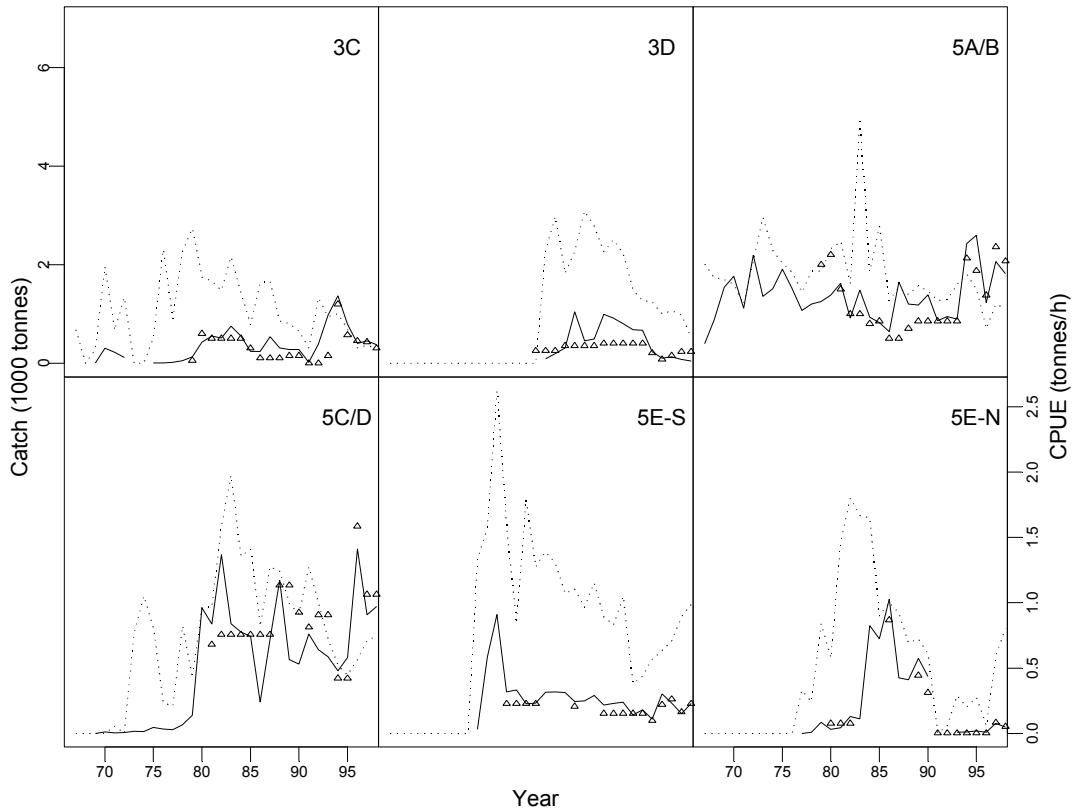 3C
3D
5A/B
6
4
2
0
Catch (1000 tonnes)
5C/D
5E-S
5E-N
2.5
2.0
1.5
1.0
0.5
0.0
CPUE (tonnes/h)
70 75 80 85 90 95
70 75 80 85 90 95
Year